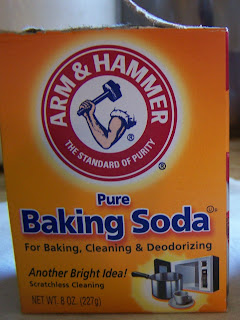 ARM & HAMMER
THE STANDARD OF PURITY
®
®
Pure
Baking Soda
For Baking, Cleaning & Deodorizing
Another Bright Idea!
Scratchless Cleaning
NET WT. 8 OZ. (227g)